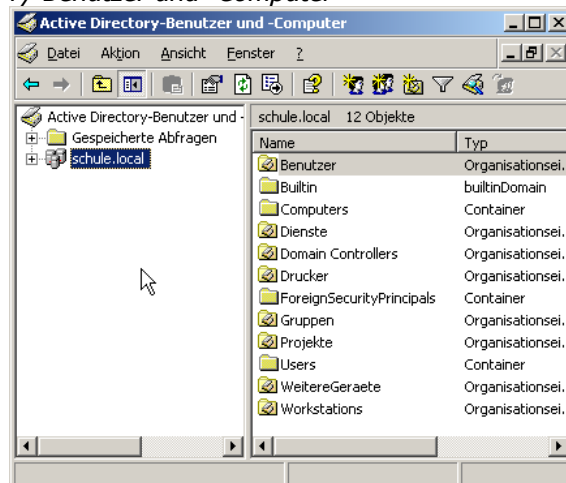 Benutzer und -Computer
Active Directory-Benutzer und -Computer
Datei Aktion Ansicht Fenster ?
Active Directory-Benutzer und -
Gespeicherte Abfragen
schule.local
schule.local 12 Objekte
Name Typ
Benutzer Organisationsei.
Builtin builtinDomain
Computers Container
Dienste Organisationsei.
Domain Controllers Organisationsei.
Drucker Organisationsei.
ForeignSecurityPrincipals Container
Gruppen Organisationsei.
Projekte Organisationsei.
Users Container
WeitereGeraete Organisationsei.
Workstations Organisationsei.